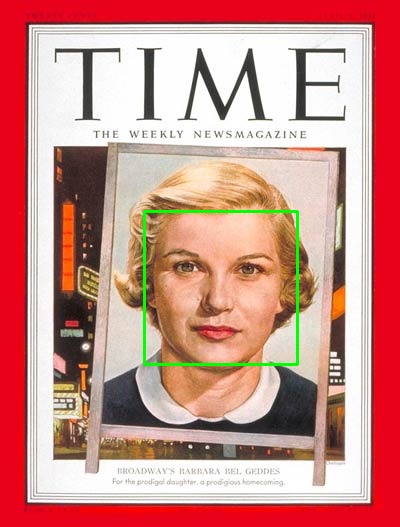 TIME
THE WEEKLY NEWSMAGAZINE
BROADWAY'S BARBARA BEL GEDDES
For the prodigal daughter, a prodigious homecoming.